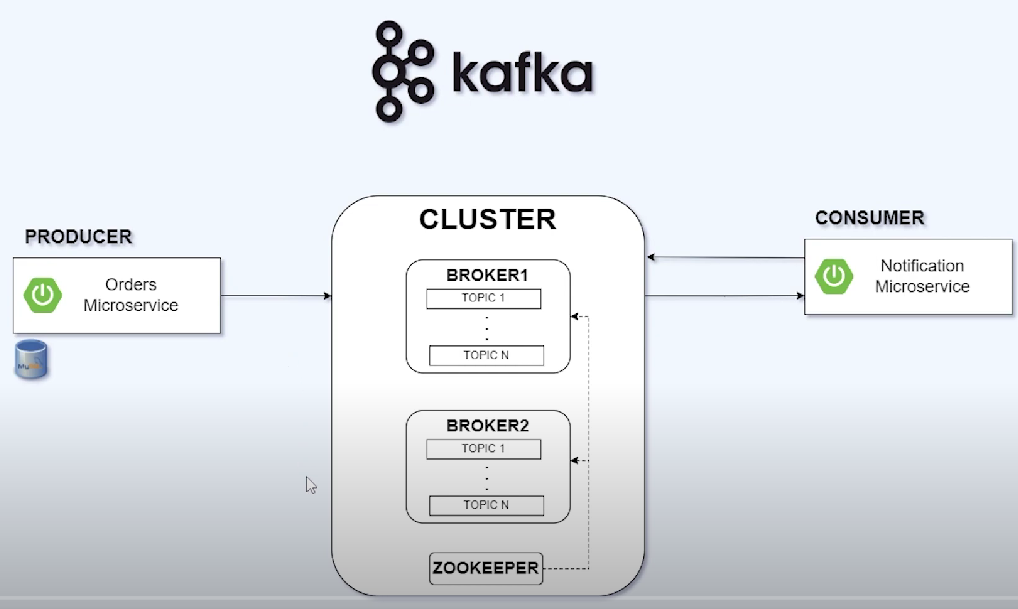 kafka
CLUSTER
PRODUCER
Orders
Microservice
BROKER1
TOPIC 1
TOPIC N
BROKER2
TOPIC 1
TOPIC N
ZOOKEEPER
CONSUMER
Notification
Microservice